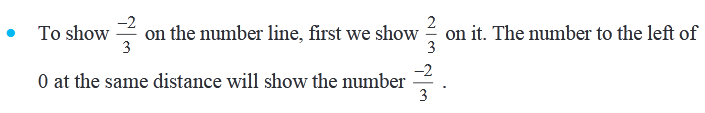 • To show -2/3 on the number line, first we show 2/3 on it. The number to the left of
0 at the same distance will show the number -2/3 .